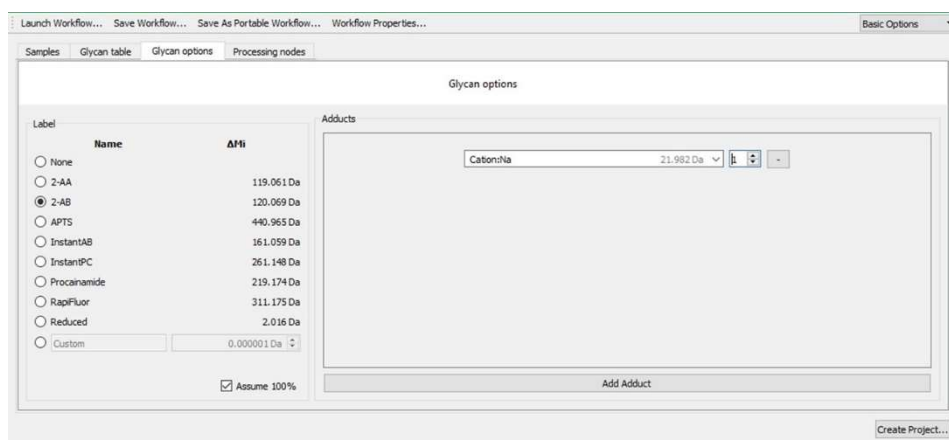 Launch Workflow... Save Workflow... Save As Portable Workflow... Workflow Properties... Basic Options
Samples Glycan table Glycan options Processing nodes
Glycan options
Label
Name ΔMi
None
2-AA 119.061 Da
2-AB 120.069 Da
APTS 440.965 Da
InstantAB 161.059 Da
InstantPC 261.148 Da
Procainamide 219.174 Da
RapiFluor 311.175 Da
Reduced 2.016 Da
Custom 0.000001 Da
Assume 100%
Adducts
Cation:Na 21.982 Da 1 -
Add Adduct
Create Project...